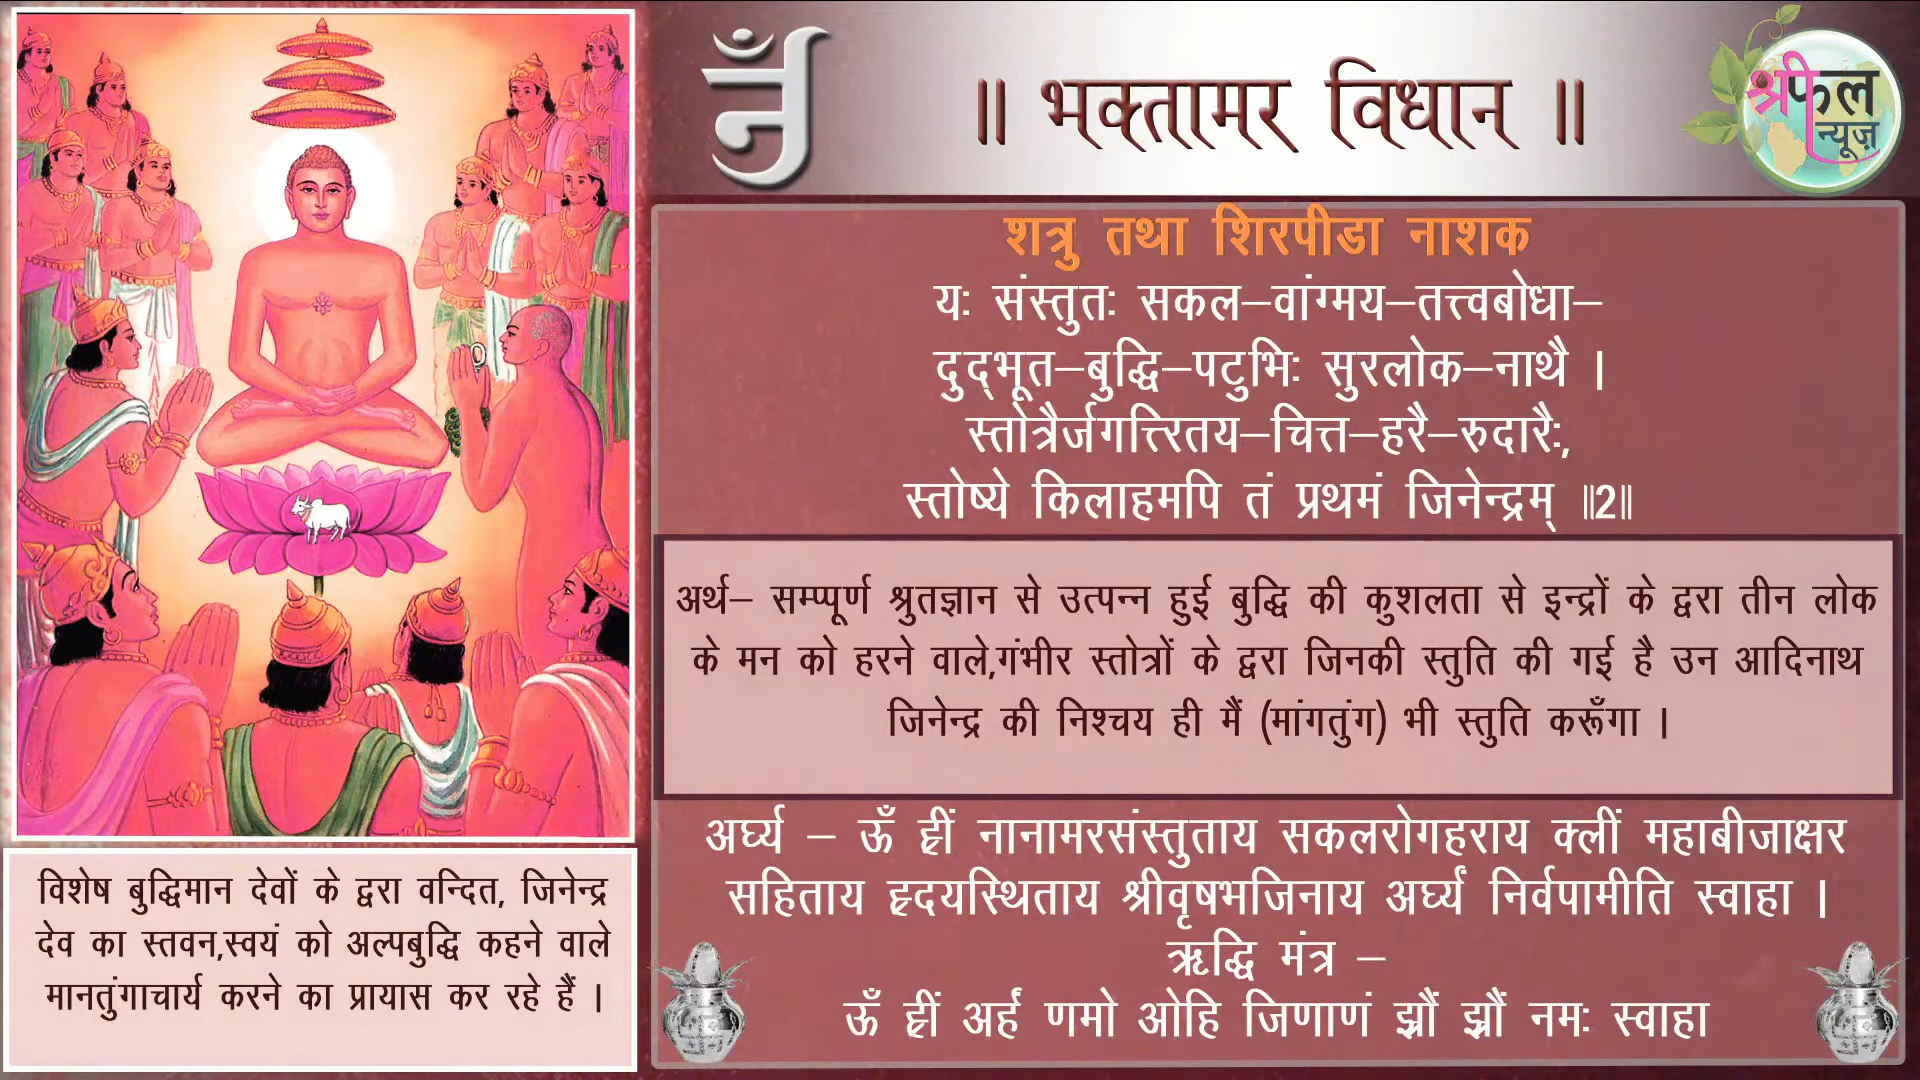 ॥ भक्तामर विधान ॥
श्रीफल
न्यूज़
शत्रु तथा शिरपीडा नाशक
यः संस्तुतः सकल–वांग्मय–तत्त्वबोधा–
दुद्भूत–बुद्धि–पटुभिः सुरलोक–नाथै ।
स्तोत्रैर्जगत्त्रितय–चित्त–हरै–रुदारैः,
स्तोष्ये किलाहमपि तं प्रथमं जिनेन्द्रम् ॥2॥
अर्थ– सम्पूर्ण श्रुतज्ञान से उत्पन्न हुई बुद्धि की कुशलता से इन्द्रों के द्वरा तीन लोक
के मन को हरने वाले,गंभीर स्तोत्रों के द्वरा जिनकी स्तुति की गई है उन आदिनाथ
जिनेन्द्र की निश्चय ही मैं (मांगतुंग) भी स्तुति करूँगा ।
अर्घ्य – ऊँ ह्रीं नानामरसंस्तुताय सकलरोगहराय क्लीं महाबीजाक्षर
सहिताय हृदयस्थिताय श्रीवृषभजिनाय अर्घ्यं निर्वपामीति स्वाहा ।
ऋद्धि मंत्र –
ऊँ ह्रीं अर्हं णमो ओहि जिणाणं झ्रौं झ्रौं नमः स्वाहा
विशेष बुद्धिमान देवों के द्वरा वन्दित, जिनेन्द्र
देव का स्तवन,स्वयं को अल्पबुद्धि कहने वाले
मानतुंगाचार्य करने का प्रायास कर रहे हैं ।